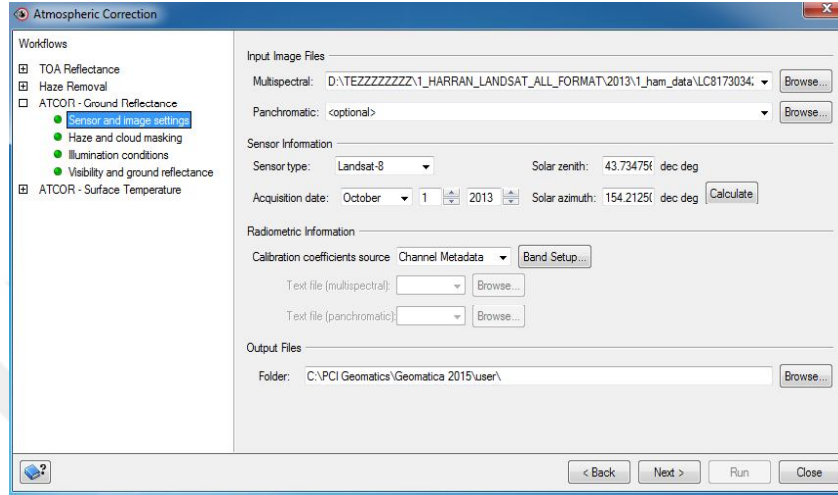 Atmospheric Correction
x
Workflows
TOA Reflectance
Haze Removal
ATCOR - Ground Reflectance
Sensor and image settings
Haze and cloud masking
Illumination conditions
Visibility and ground reflectance
ATCOR - Surface Temperature
Input Image Files
Multispectral: D:\TEZZZZZZZZ\1_HARRAN_LANDSAT_ALL_FORMAT\2013\1_ham_data\LC8173034; Browse...
Panchromatic: <optional> Browse...
Sensor Information
Sensor type: Landsat-8 Solar zenith: 43.734756 dec deg
Acquisition date: October 1 2013 Solar azimuth: 154.21250 dec deg Calculate
Radiometric Information
Calibration coefficients source Channel Metadata Band Setup...
Text file (multispectral): Browse...
Text file (panchromatic): Browse...
Output Files
Folder: C:\PCI Geomatics\Geomatica 2015\user\ Browse...
? < Back Next > Run Close